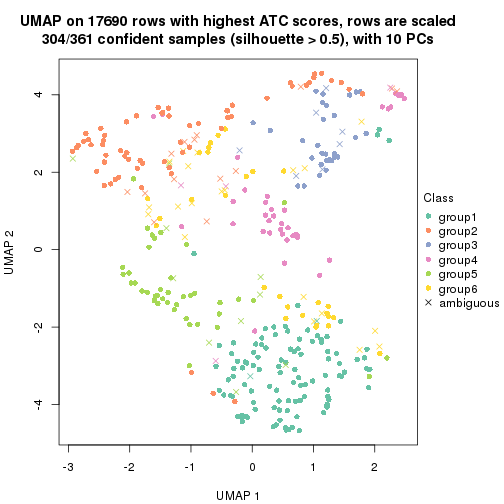 UMAP on 17690 rows with highest ATC scores, rows are scaled
304/361 confident samples (silhouette > 0.5), with 10 PCs
4
2
0
-2
-4
UMAP 2
-3 -2 -1 0 1 2
UMAP 1
Class
group1
group2
group3
group4
group5
group6
ambiguous